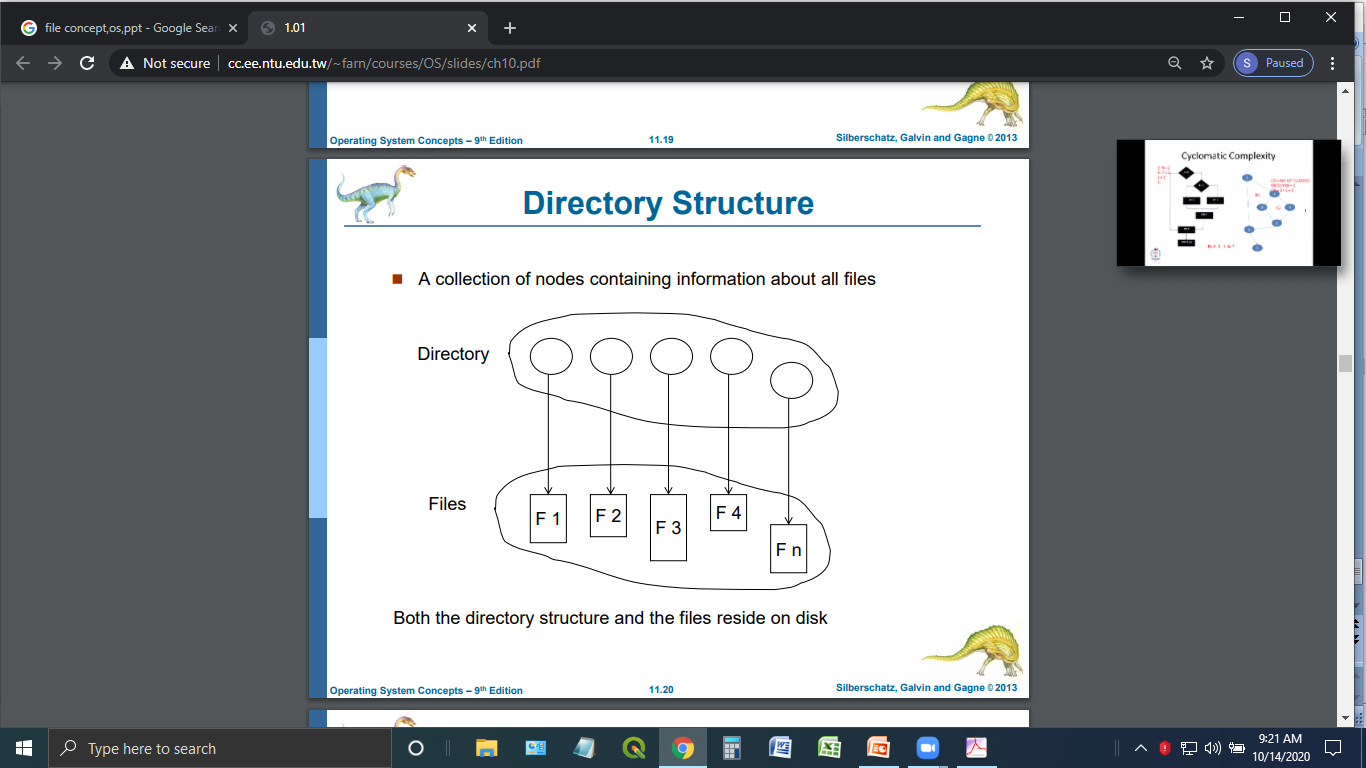 file concept,os,ppt - Google Sear
1.01
Not secure
cc.ee.ntu.edu.tw/~farn/courses/OS/slides/ch10.pdf
S
Paused
Operating System Concepts – 9th Edition
11.19
Silberschatz, Galvin and Gagne © 2013
Cyclomatic Complexity
Directory Structure
A collection of nodes containing information about all files
Directory
Files
F 1
F 2
F 3
F 4
F n
Both the directory structure and the files reside on disk
Operating System Concepts – 9th Edition
11.20
Silberschatz, Galvin and Gagne © 2013
Type here to search
9:21 AM
10/14/2020